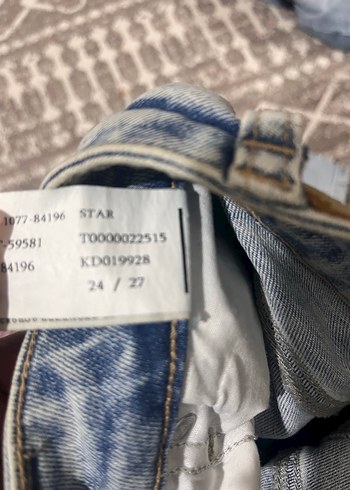 1077-84196 STAR
-59581 T0000022515
84196 KD019928
24 / 27